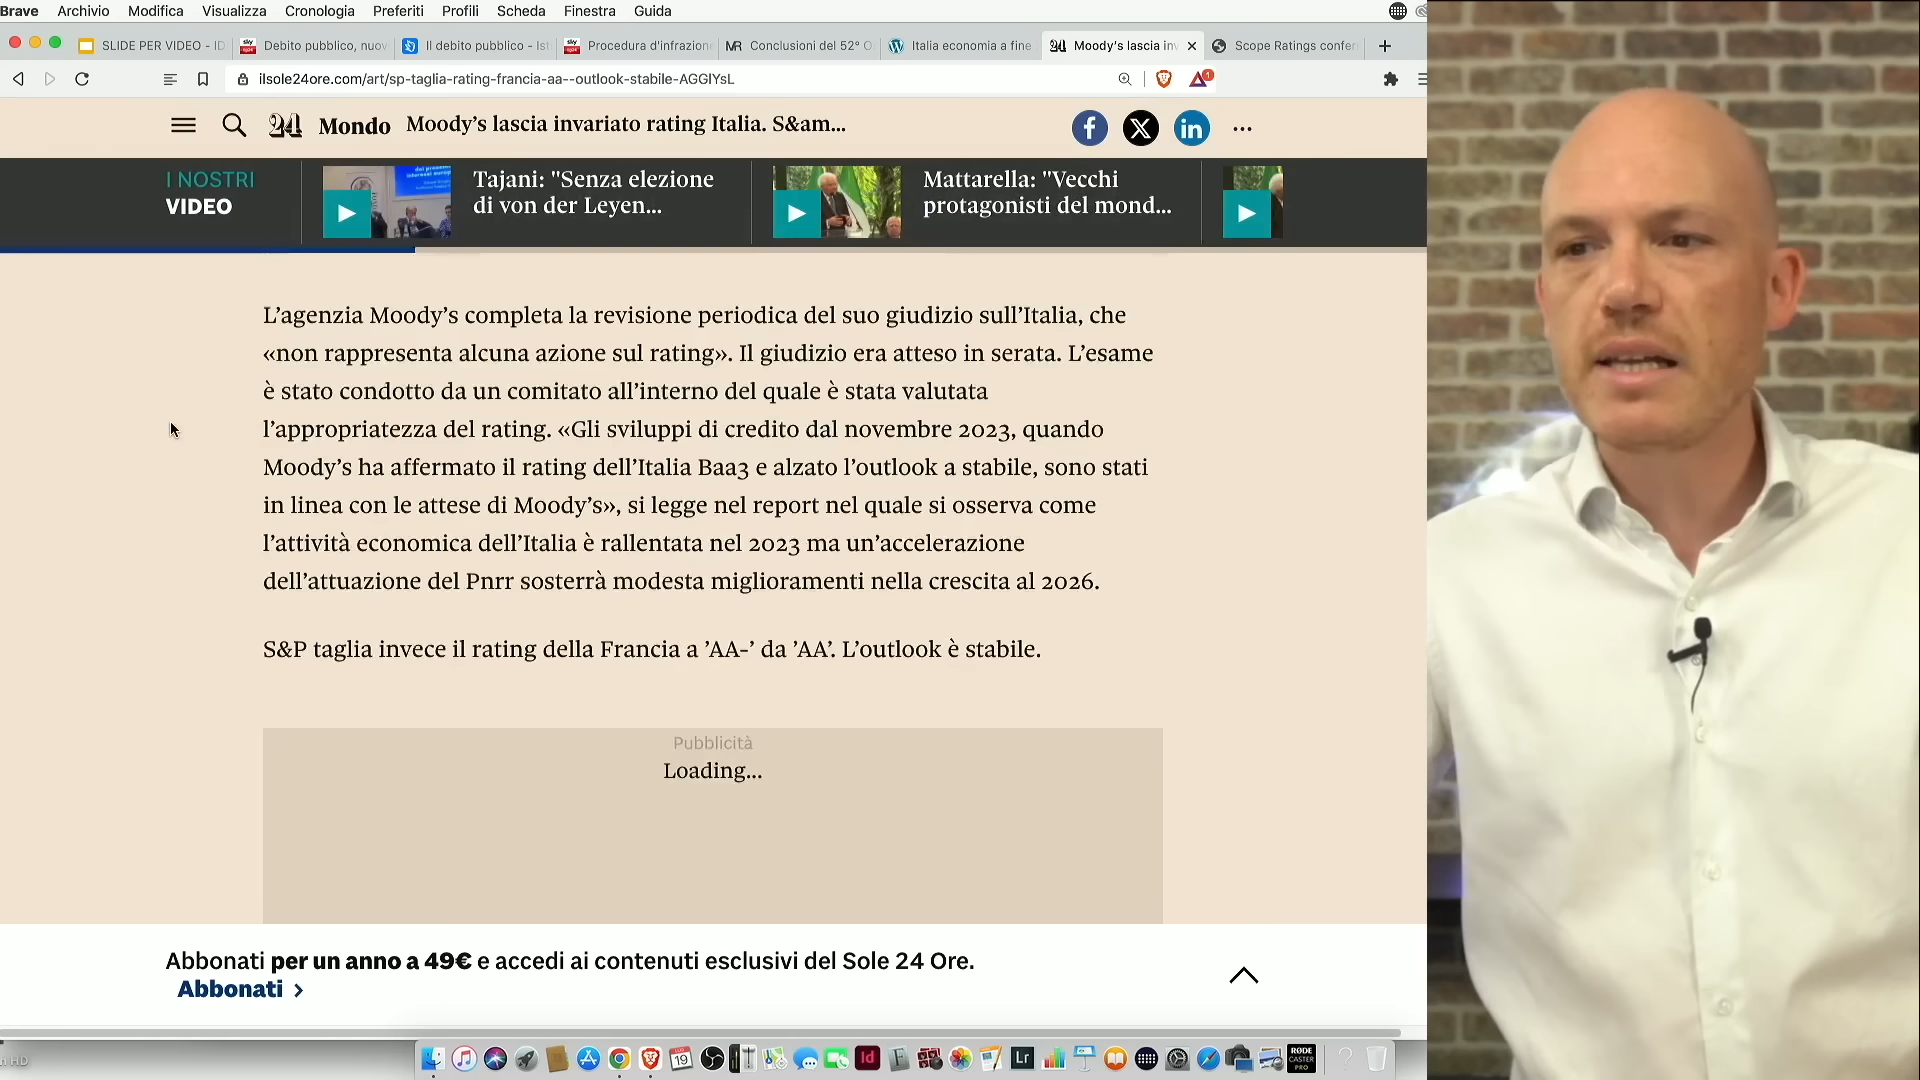 Brave Archivio Modifica Visualizza Cronologia Preferiti Profili Scheda Finestra Guida
SLIDE PER VIDEO - ID Debito pubblico, nuov Il debito pubblico - Ist Procedura d'infrazion Conclusioni del 52° O Italia economia a fine Moody's lascia in Scope Ratings confer
ilsole24ore.com/art/sp-taglia-rating-francia-aa--outlook-stabile-AGGIYsL
1
24 Mondo Moody's lascia invariato rating Italia. S&am...
I NOSTRI
VIDEO
Tajani: "Senza elezione
di von der Leyen...
Mattarella: "Vecchi
protagonisti del mond...
L'agenzia Moody's completa la revisione periodica del suo giudizio sull'Italia, che
«non rappresenta alcuna azione sul rating». Il giudizio era atteso in serata. L'esame
è stato condotto da un comitato all'interno del quale è stata valutata
l'appropriatezza del rating. «Gli sviluppi di credito dal novembre 2023, quando
Moody's ha affermato il rating dell'Italia Baa3 e alzato l'outlook a stabile, sono stati
in linea con le attese di Moody's», si legge nel report nel quale si osserva come
l'attività economica dell'Italia è rallentata nel 2023 ma un'accelerazione
dell'attuazione del Pnrr sosterrà modesta miglioramenti nella crescita al 2026.
S&P taglia invece il rating della Francia a 'AA-' da 'AA'. L'outlook è stabile.
Pubblicità
Loading...
Abbonati per un anno a 49€ e accedi ai contenuti esclusivi del Sole 24 Ore.
Abbonati >
HD
19
Id
Lr
RØDE
CASTER
PRO